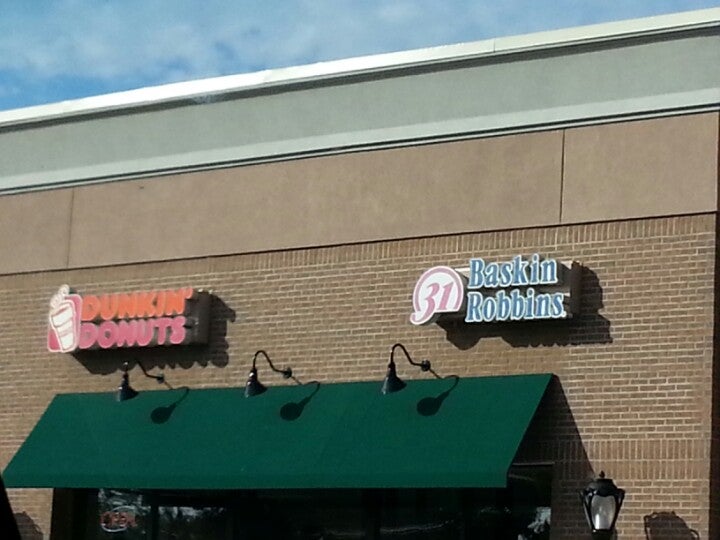 DUNKIN'
DONUTS
31
Baskin
Robbins